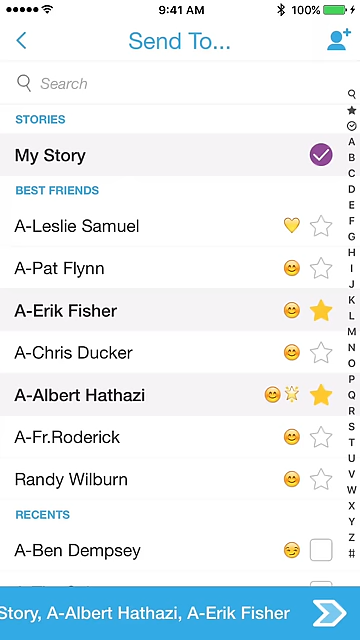 9:41 AM
100%
Send To...
Search
STORIES
My Story
BEST FRIENDS
A-Leslie Samuel
A-Pat Flynn
A-Erik Fisher
A-Chris Ducker
A-Albert Hathazi
A-Fr.Roderick
Randy Wilburn
RECENTS
A-Ben Dempsey
Story, A-Albert Hathazi, A-Erik Fisher
A
B
C
D
E
F
G
H
I
J
K
L
M
N
O
P
Q
R
S
T
U
V
W
X
Y
Z
#